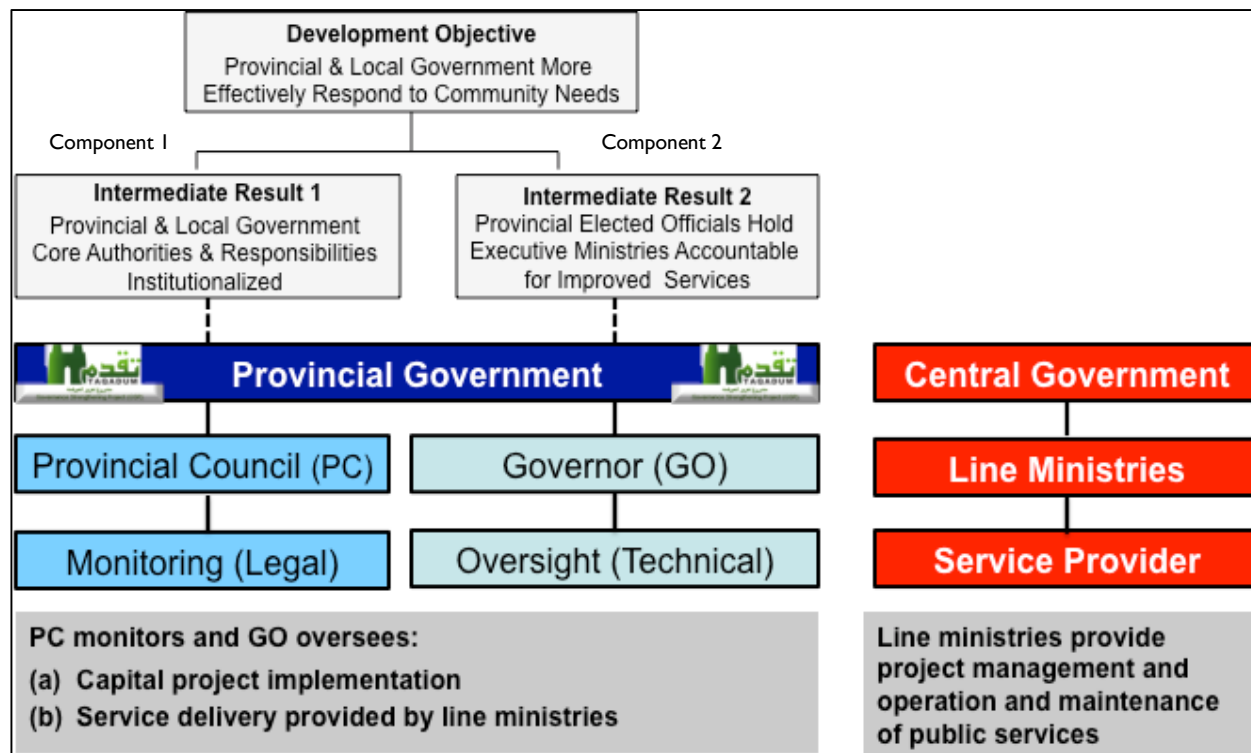 Development Objective
Provincial & Local Government More
Effectively Respond to Community Needs
Component 1
Component 2
Intermediate Result 1
Provincial & Local Government
Core Authorities & Responsibilities
Institutionalized
Intermediate Result 2
Provincial Elected Officials Hold
Executive Ministries Accountable
for Improved Services
تقدم
TAQADUM
Provincial Government
تقدم
TAQADUM
Central Government
Provincial Council (PC)
Governor (GO)
Line Ministries
Monitoring (Legal)
Oversight (Technical)
Service Provider
PC monitors and GO oversees:
(a) Capital project implementation
(b) Service delivery provided by line ministries
Line ministries provide
project management and
operation and maintenance
of public services